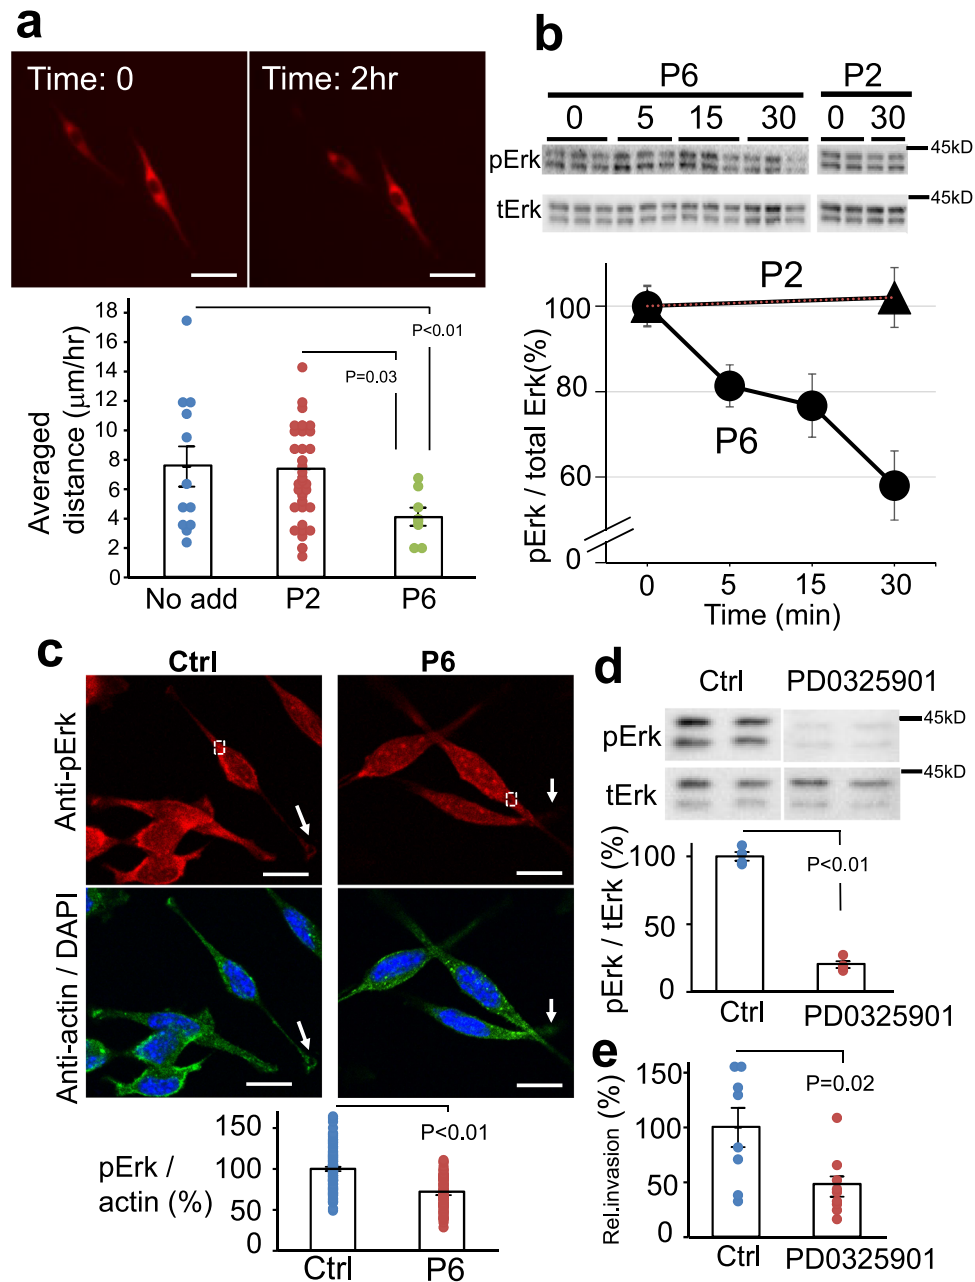 a
Time: 0
Time: 2hr
Averaged
distance (μm/hr)
18
16
14
12
10
8
6
4
2
0
P<0.01
P=0.03
No add
P2
P6
b
P6
P2
0
5
15
30
0
30
pErk
45kD
tErk
45kD
pErk / total Erk(%)
100
80
60
0
P2
P6
0
5
15
30
Time (min)
c
Ctrl
P6
Anti-pErk
Anti-actin / DAPI
pErk /
actin (%)
150
100
50
0
P<0.01
Ctrl
P6
d
Ctrl
PD0325901
pErk
45kD
tErk
45kD
pErk / tErk (%)
100
50
0
P<0.01
Ctrl
PD0325901
e
Rel.invasion (%)
150
100
50
0
P=0.02
Ctrl
PD0325901